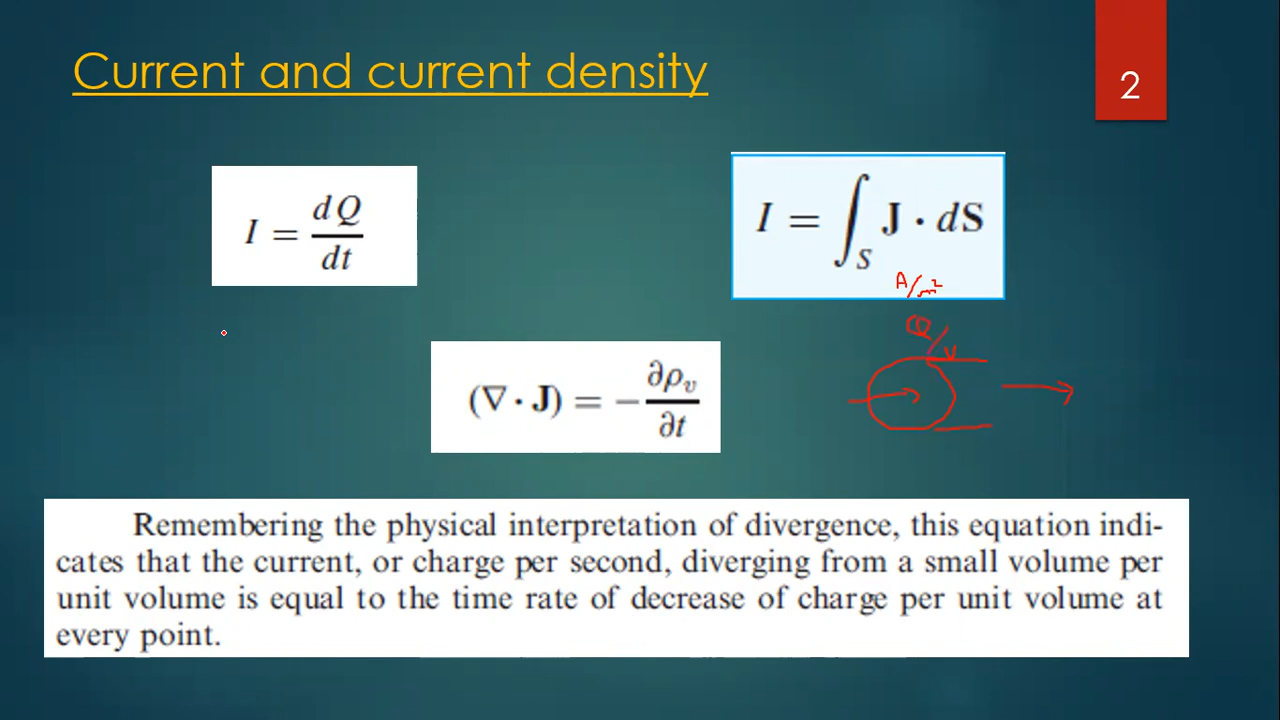 Current and current density
2
I = dQ/dt
I = ∫_S J · dS
A/m²
Q/V
(∇ · J) = −∂ρ_v/∂t
Remembering the physical interpretation of divergence, this equation indi-
cates that the current, or charge per second, diverging from a small volume per
unit volume is equal to the time rate of decrease of charge per unit volume at
every point.